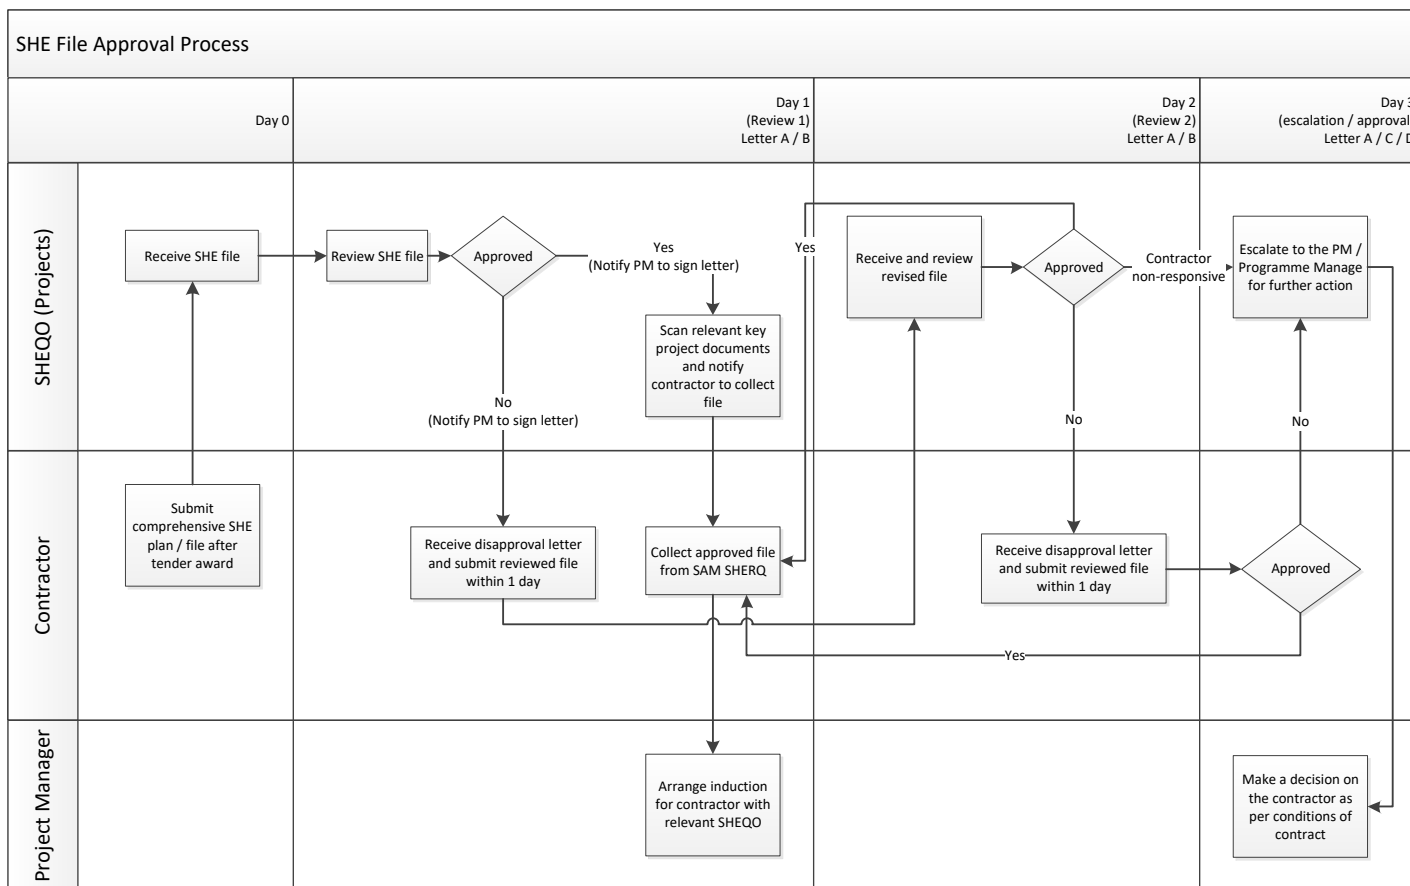 SHE File Approval Process
Day 0
Day 1
(Review 1)
Letter A / B
Day 2
(Review 2)
Letter A / B
Day 3
(escalation / approval
Letter A / C / D
SHEQO (Projects)
Receive SHE file
Review SHE file
Approved
Yes
(Notify PM to sign letter)
No
(Notify PM to sign letter)
Scan relevant key
project documents
and notify
contractor to collect
file
Yes
Receive and review
revised file
Approved
Contractor
non-responsive
No
Escalate to the PM /
Programme Manage
for further action
No
Contractor
Submit
comprehensive SHE
plan / file after
tender award
Receive disapproval letter
and submit reviewed file
within 1 day
Collect approved file
from SAM SHERQ
Receive disapproval letter
and submit reviewed file
within 1 day
Approved
Yes
Project Manager
Arrange induction
for contractor with
relevant SHEQO
Make a decision on
the contractor as
per conditions of
contract